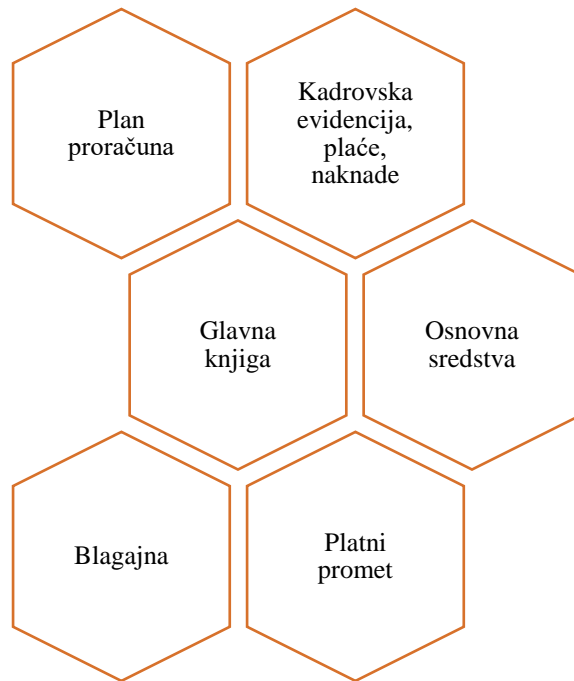 Plan
proračuna
Kadrovska
evidencija,
plaće,
naknade
Glavna
knjiga
Osnovna
sredstva
Blagajna
Platni
promet